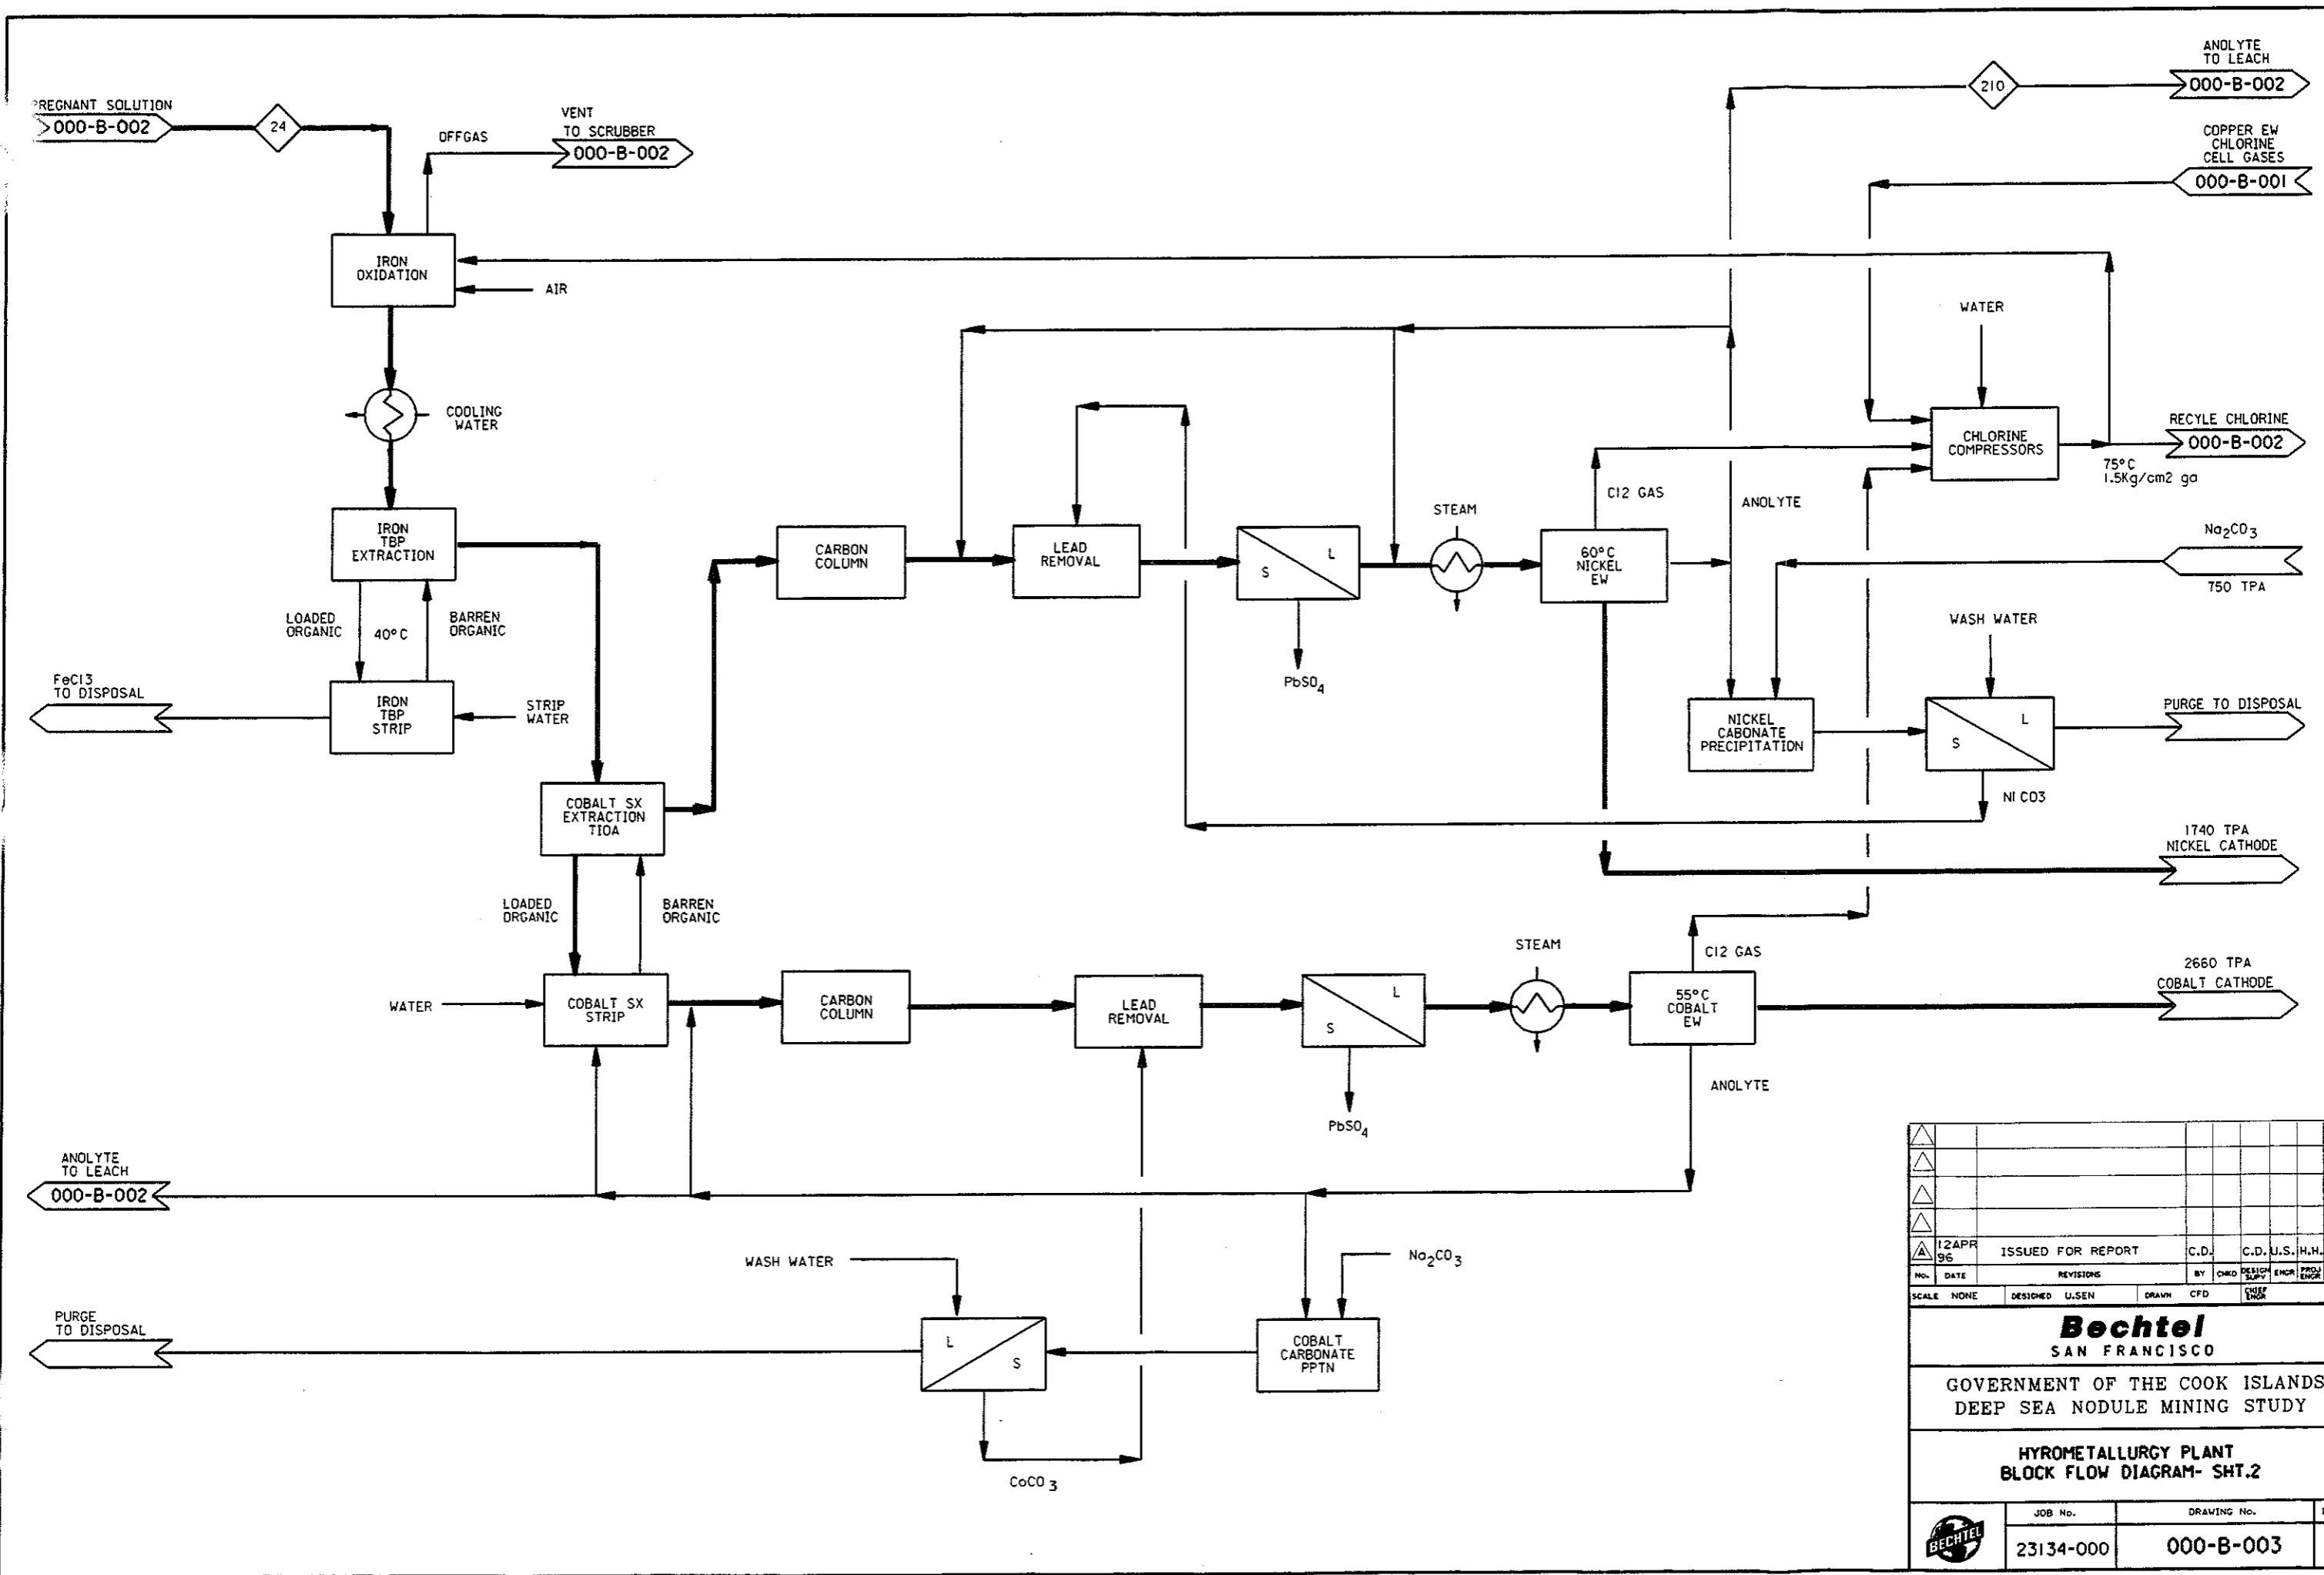 ANOLYTE
TO LEACH
000-B-002
210
PREGNANT SOLUTION
000-B-002
24
VENT
TO SCRUBBER
000-B-002
OFFGAS
COPPER EW
CHLORINE
CELL GASES
000-B-001
IRON
OXIDATION
AIR
WATER
COOLING
WATER
CHLORINE
COMPRESSORS
RECYLE CHLORINE
000-B-002
75°C
1.5Kg/cm2 ga
IRON
TBP
EXTRACTION
CARBON
COLUMN
LEAD
REMOVAL
L
S
STEAM
Cl2 GAS
60°C
NICKEL
EW
ANOLYTE
Na2CO3
750 TPA
LOADED
ORGANIC
40°C
BARREN
ORGANIC
PbSO4
WASH WATER
FeCl3
TO DISPOSAL
IRON
TBP
STRIP
STRIP
WATER
NICKEL
CABONATE
PRECIPITATION
L
S
PURGE TO DISPOSAL
NI CO3
COBALT SX
EXTRACTION
TIOA
1740 TPA
NICKEL CATHODE
LOADED
ORGANIC
BARREN
ORGANIC
Cl2 GAS
STEAM
WATER
COBALT SX
STRIP
CARBON
COLUMN
LEAD
REMOVAL
L
S
55°C
COBALT
EW
2660 TPA
COBALT CATHODE
PbSO4
ANOLYTE
ANOLYTE
TO LEACH
000-B-002
WASH WATER
Na2CO3
PURGE
TO DISPOSAL
L
S
COBALT
CARBONATE
PPTN
CoCO3
A 12APR 96 ISSUED FOR REPORT C.D. C.D. U.S. H.H.
NO. DATE REVISIONS BY CHKD DESIGN SUPV ENGR PROJ ENGR
SCALE NONE DESIGNED U.SEN DRAWN CFD CHIEF ENGR
Bechtel
SAN FRANCISCO
GOVERNMENT OF THE COOK ISLANDS
DEEP SEA NODULE MINING STUDY
HYROMETALLURGY PLANT
BLOCK FLOW DIAGRAM- SHT.2
BECHTEL
JOB No.
23134-000
DRAWING No.
000-B-003